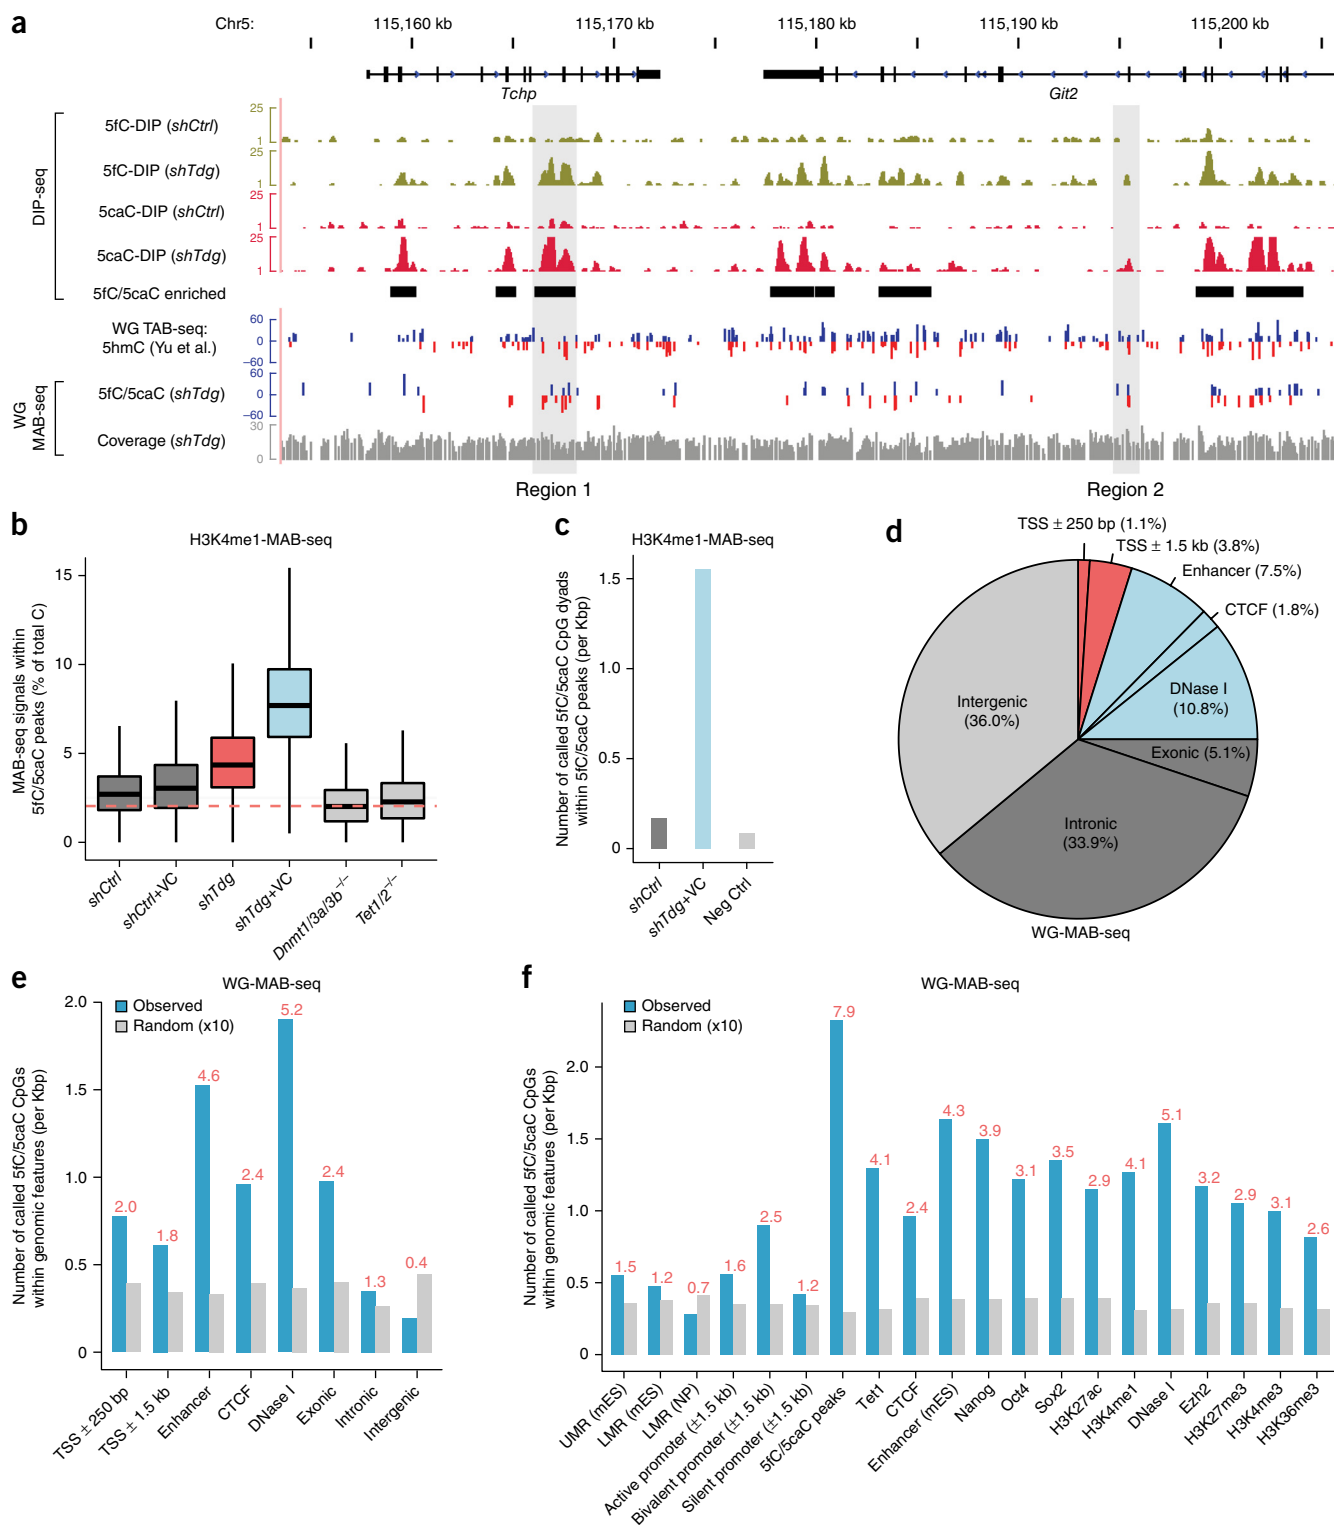 a
Chr5:
115,160 kb
115,170 kb
115,180 kb
115,190 kb
115,200 kb
Tchp
Git2
DIP-seq
5fC-DIP (shCtrl)
25
1
5fC-DIP (shTdg)
25
1
5caC-DIP (shCtrl)
25
1
5caC-DIP (shTdg)
25
1
5fC/5caC enriched
WG TAB-seq:
5hmC (Yu et al.)
60
0
−60
WG
MAB-seq
5fC/5caC (shTdg)
60
0
−60
Coverage (shTdg)
30
0
Region 1
Region 2
b
H3K4me1-MAB-seq
MAB-seq signals within
5fC/5caC peaks (% of total C)
15
10
5
0
shCtrl
shCtrl+VC
shTdg
shTdg+VC
Dnmt1/3a/3b−/−
Tet1/2−/−
c
H3K4me1-MAB-seq
Number of called 5fC/5caC CpG dyads
within 5fC/5caC peaks (per Kbp)
1.5
1.0
0.5
0
shCtrl
shTdg+VC
Neg Ctrl
d
TSS ± 250 bp (1.1%)
TSS ± 1.5 kb (3.8%)
Enhancer (7.5%)
CTCF (1.8%)
DNase I
(10.8%)
Exonic (5.1%)
Intronic
(33.9%)
Intergenic
(36.0%)
WG-MAB-seq
e
WG-MAB-seq
Observed
Random (x10)
Number of called 5fC/5caC CpGs
within genomic features (per Kbp)
2.0
1.5
1.0
0.5
0
2.0
1.8
4.6
2.4
5.2
2.4
1.3
0.4
TSS ± 250 bp
TSS ± 1.5 kb
Enhancer
CTCF
DNase I
Exonic
Intronic
Intergenic
f
WG-MAB-seq
Observed
Random (x10)
Number of called 5fC/5caC CpGs
within genomic features (per Kbp)
2.0
1.5
1.0
0.5
0
1.5
1.2
0.7
1.6
2.5
1.2
7.9
4.1
2.4
4.3
3.9
3.1
3.5
2.9
4.1
5.1
3.2
2.9
3.1
2.6
UMR (mES)
LMR (mES)
LMR (NP)
Active promoter (±1.5 kb)
Bivalent promoter (±1.5 kb)
Silent promoter (±1.5 kb)
5fC/5caC peaks
Tet1
CTCF
Enhancer (mES)
Nanog
Oct4
Sox2
H3K27ac
H3K4me1
DNase I
Ezh2
H3K27me3
H3K4me3
H3K36me3